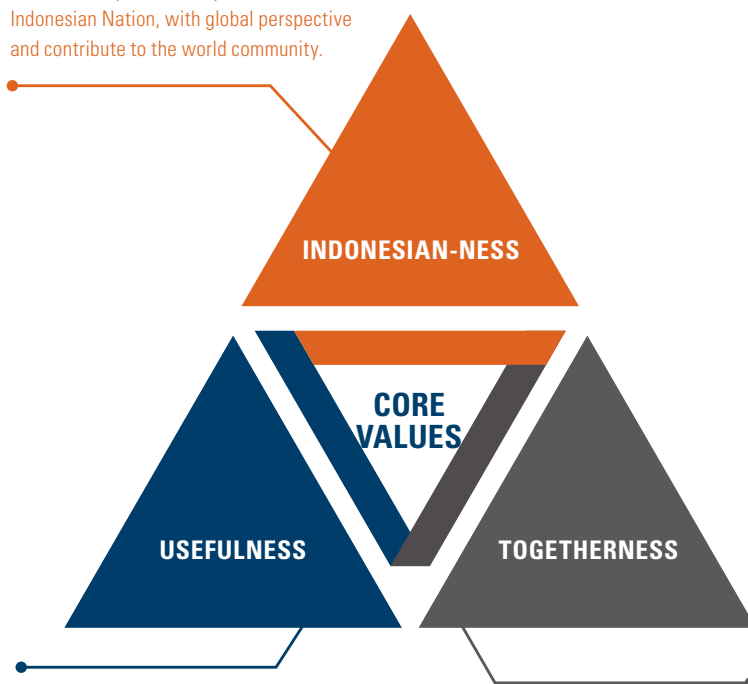 Indonesian Nation, with global perspective
and contribute to the world community.
INDONESIAN-NESS
CORE
VALUES
USEFULNESS
TOGETHERNESS